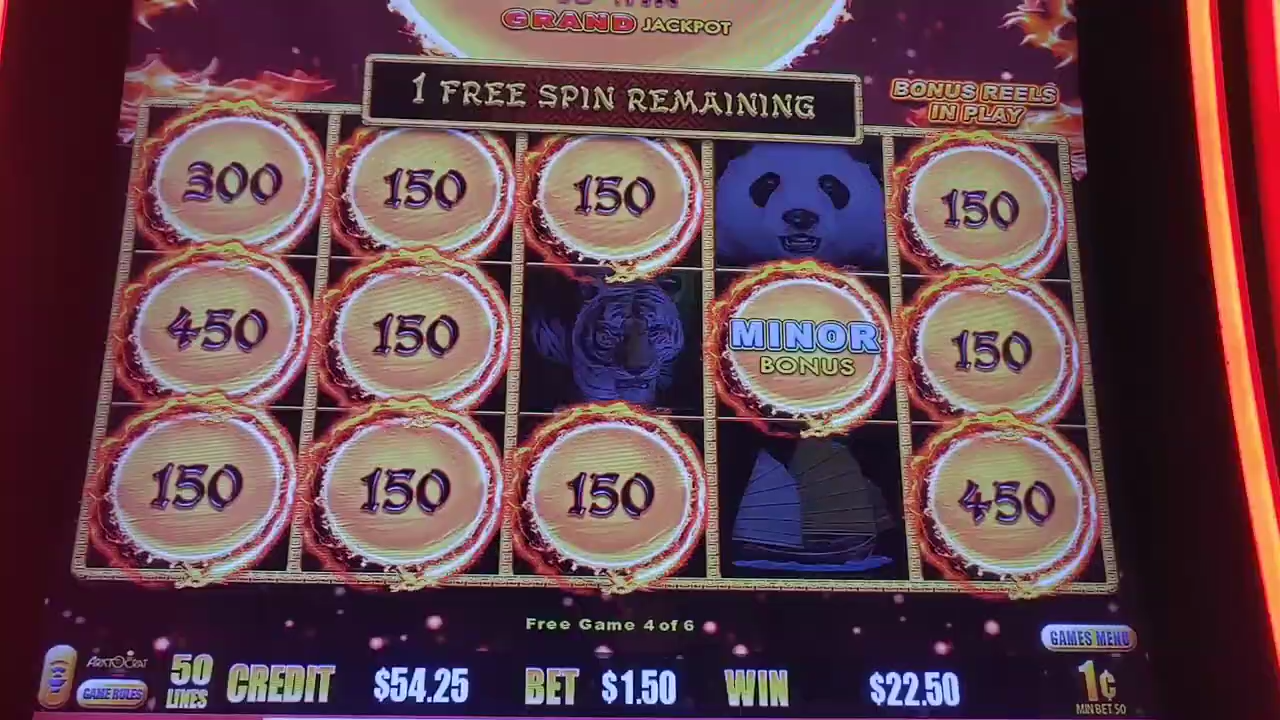 GRAND JACKPOT
1 FREE SPIN REMAINING
BONUS REELS
IN PLAY
300 150 150 150
450 150 MINOR BONUS 150
150 150 150 450
Free Game 4 of 6
GAMES MENU
ARISTOCRAT
GAME RULES
50 LINES CREDIT $54.25 BET $1.50 WIN $22.50 1¢
MIN BET 50